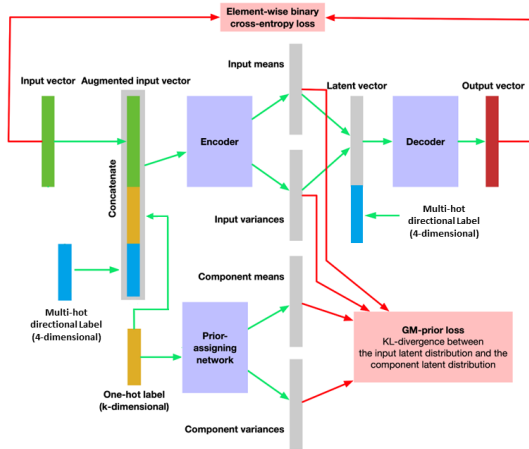 Element-wise binary
cross-entropy loss
Input means
Input vector
Augmented input vector
Latent vector
Output vector
Concatenate
Encoder
Decoder
Input variances
Multi-hot
directional Label
(4-dimensional)
Component means
Multi-hot
directional Label
(4-dimensional)
Prior-
assigning
network
GM-prior loss
KL-divergence between
the input latent distribution and the
component latent distribution
One-hot label
(k-dimensional)
Component variances